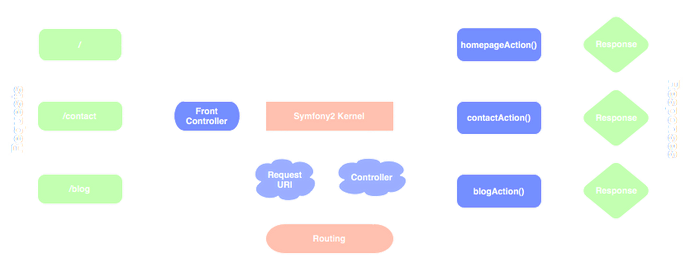 /
homepageAction()
Response
/contact
Front
Controller
Symfony2 Kernel
contactAction()
Response
Request
URI
Controller
/blog
blogAction()
Response
Routing